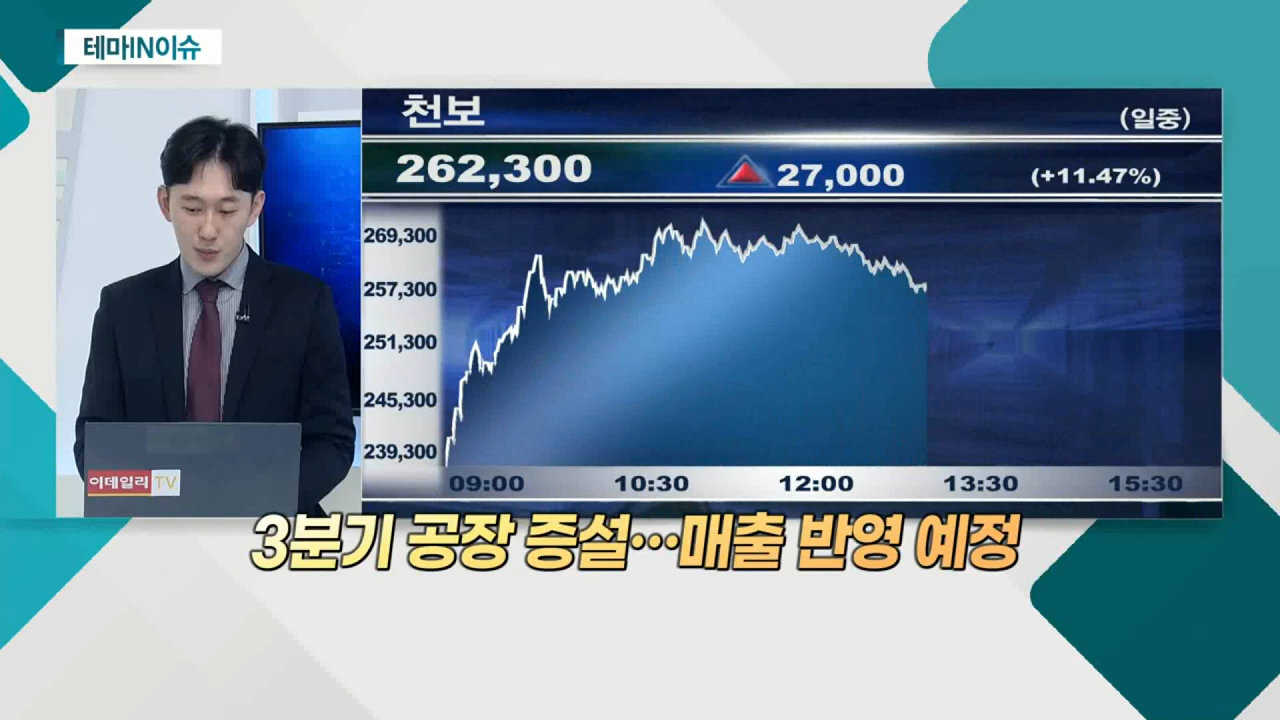 테마IN이슈
천보
(일중)
262,300
27,000
(+11.47%)
269,300
257,300
251,300
245,300
239,300
09:00 10:30 12:00 13:30 15:30
이데일리TV
3분기 공장 증설…매출 반영 예정